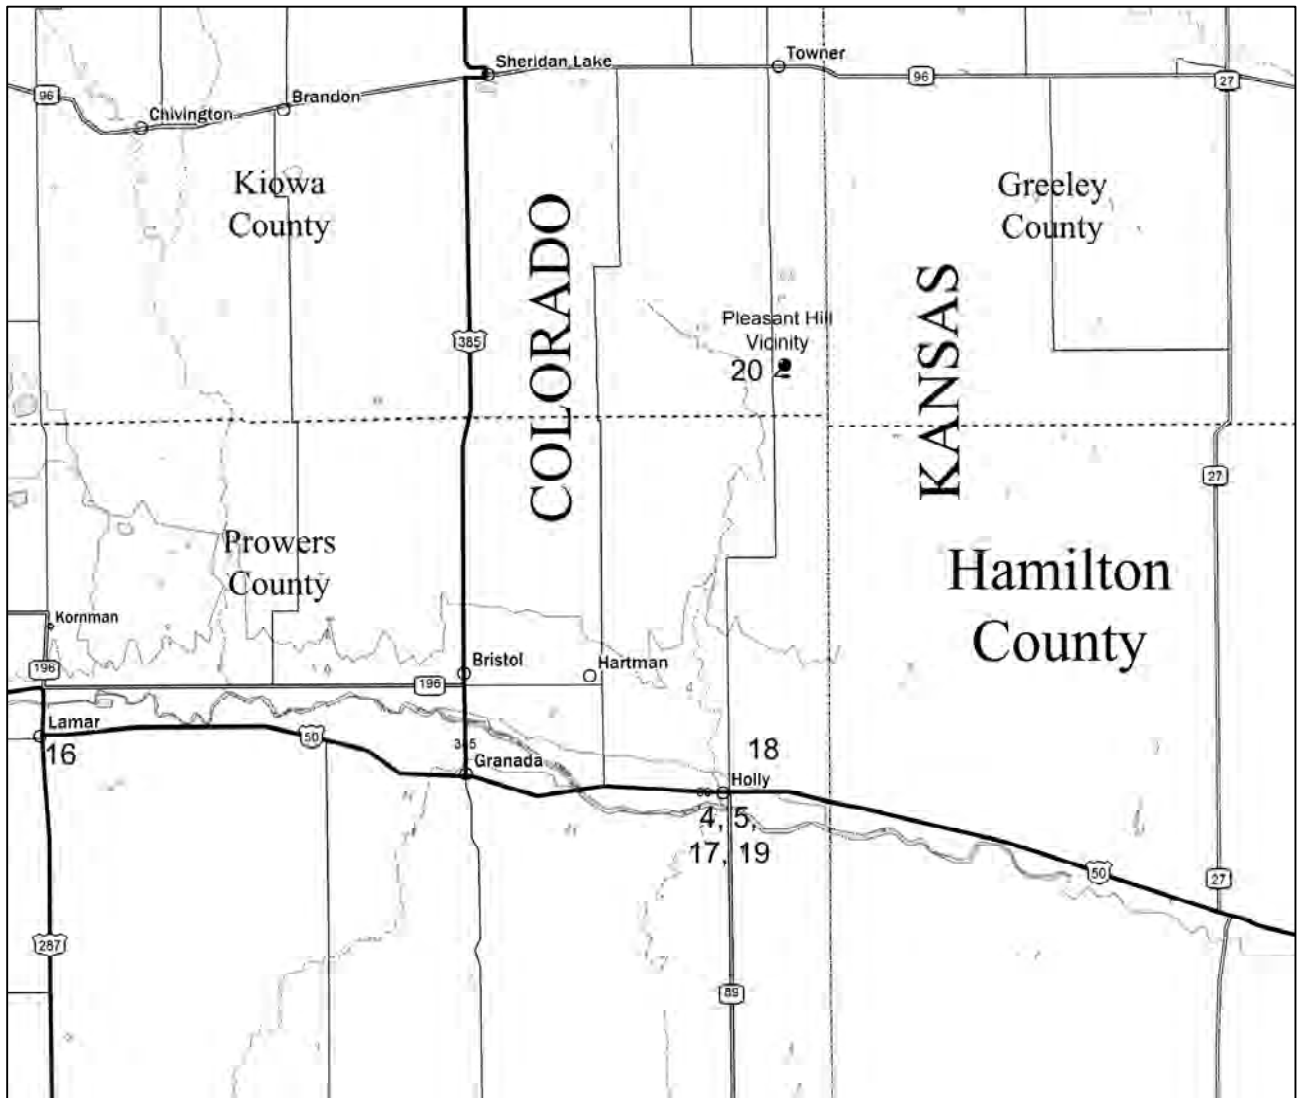 Towner
Sheridan Lake
96
27
96
Brandon
Chivington
Kiowa
County
Greeley
County
COLORADO
KANSAS
Pleasant Hill
Vicinity
385
20
27
Prowers
County
Hamilton
County
Kornman
196
Bristol
Hartman
196
Lamar
16
50
385
Granada
18
Holly
4, 5,
17, 19
50
27
287
89